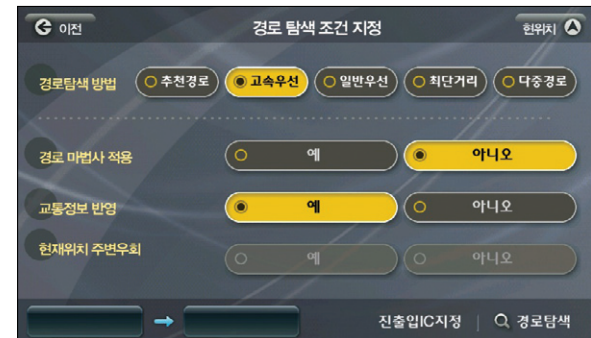 이전 경로 탐색 조건 지정 현위치
경로탐색 방법 추천경로 고속우선 일반우선 최단거리 다중경로
경로 마법사 적용 예 아니오
교통정보 반영 예 아니오
현재위치 주변우회 예 아니오
진출입IC지정 경로탐색